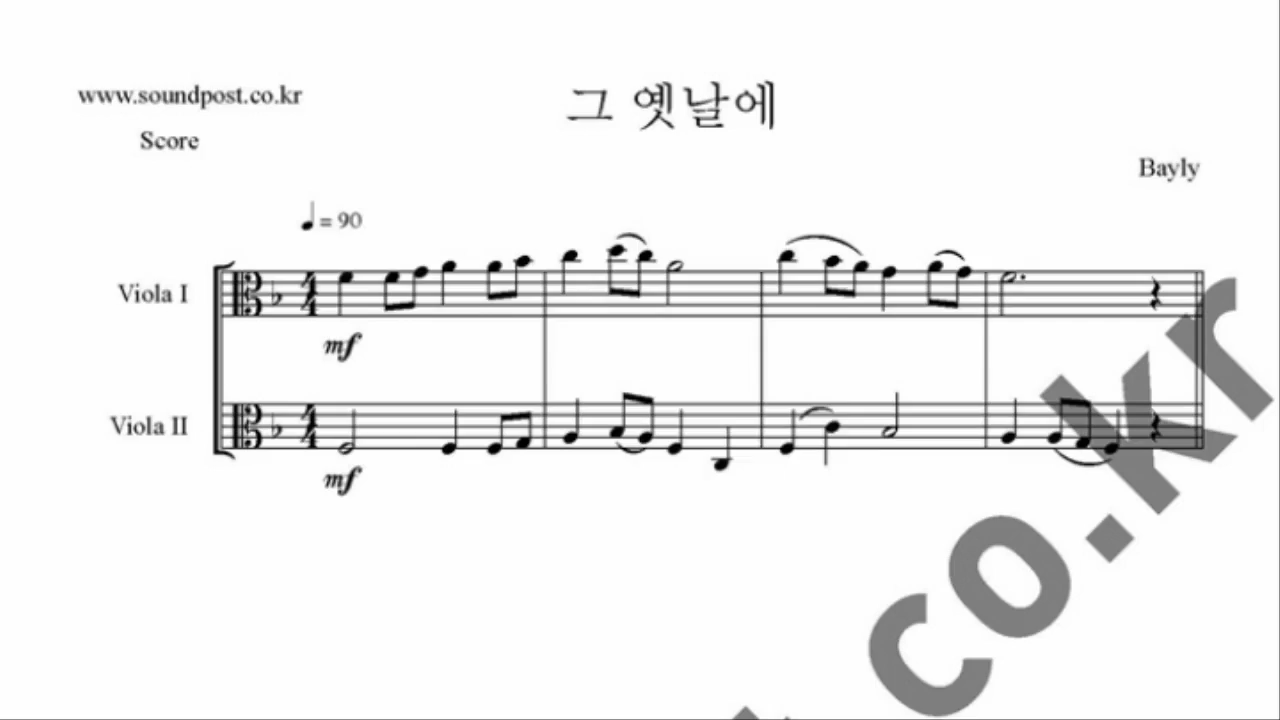 www.soundpost.co.kr
그 옛날에
Score
Bayly
♩ = 90
Viola I
mf
Viola II
mf
.co.kr